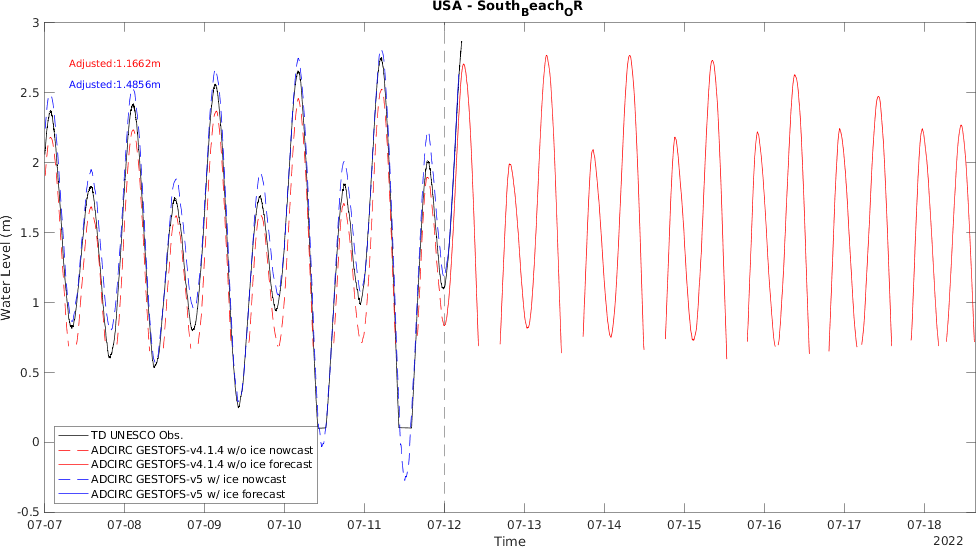 USA - South_Beach_OR
3
2.5
2
1.5
1
0.5
0
-0.5
Water Level (m)
Adjusted:1.1662m
Adjusted:1.4856m
TD UNESCO Obs.
ADCIRC GESTOFS-v4.1.4 w/o ice nowcast
ADCIRC GESTOFS-v4.1.4 w/o ice forecast
ADCIRC GESTOFS-v5 w/ ice nowcast
ADCIRC GESTOFS-v5 w/ ice forecast
07-07 07-08 07-09 07-10 07-11 07-12 07-13 07-14 07-15 07-16 07-17 07-18
Time
2022